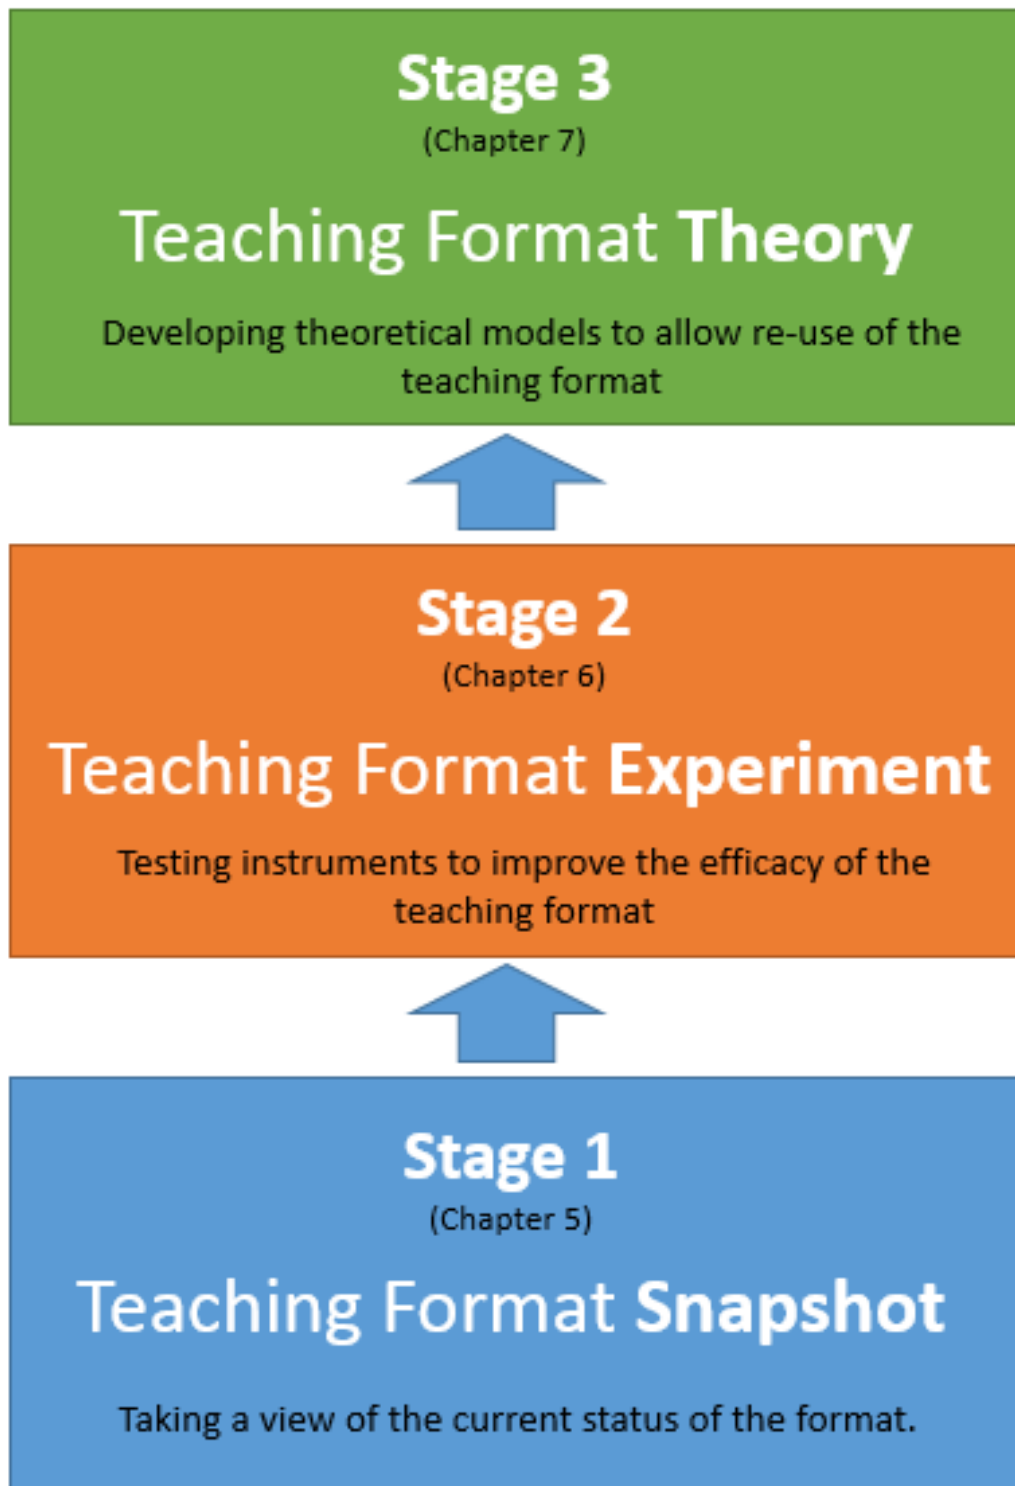 Stage 3
(Chapter 7)
Teaching Format Theory
Developing theoretical models to allow re-use of the
teaching format
Stage 2
(Chapter 6)
Teaching Format Experiment
Testing instruments to improve the efficacy of the
teaching format
Stage 1
(Chapter 5)
Teaching Format Snapshot
Taking a view of the current status of the format.